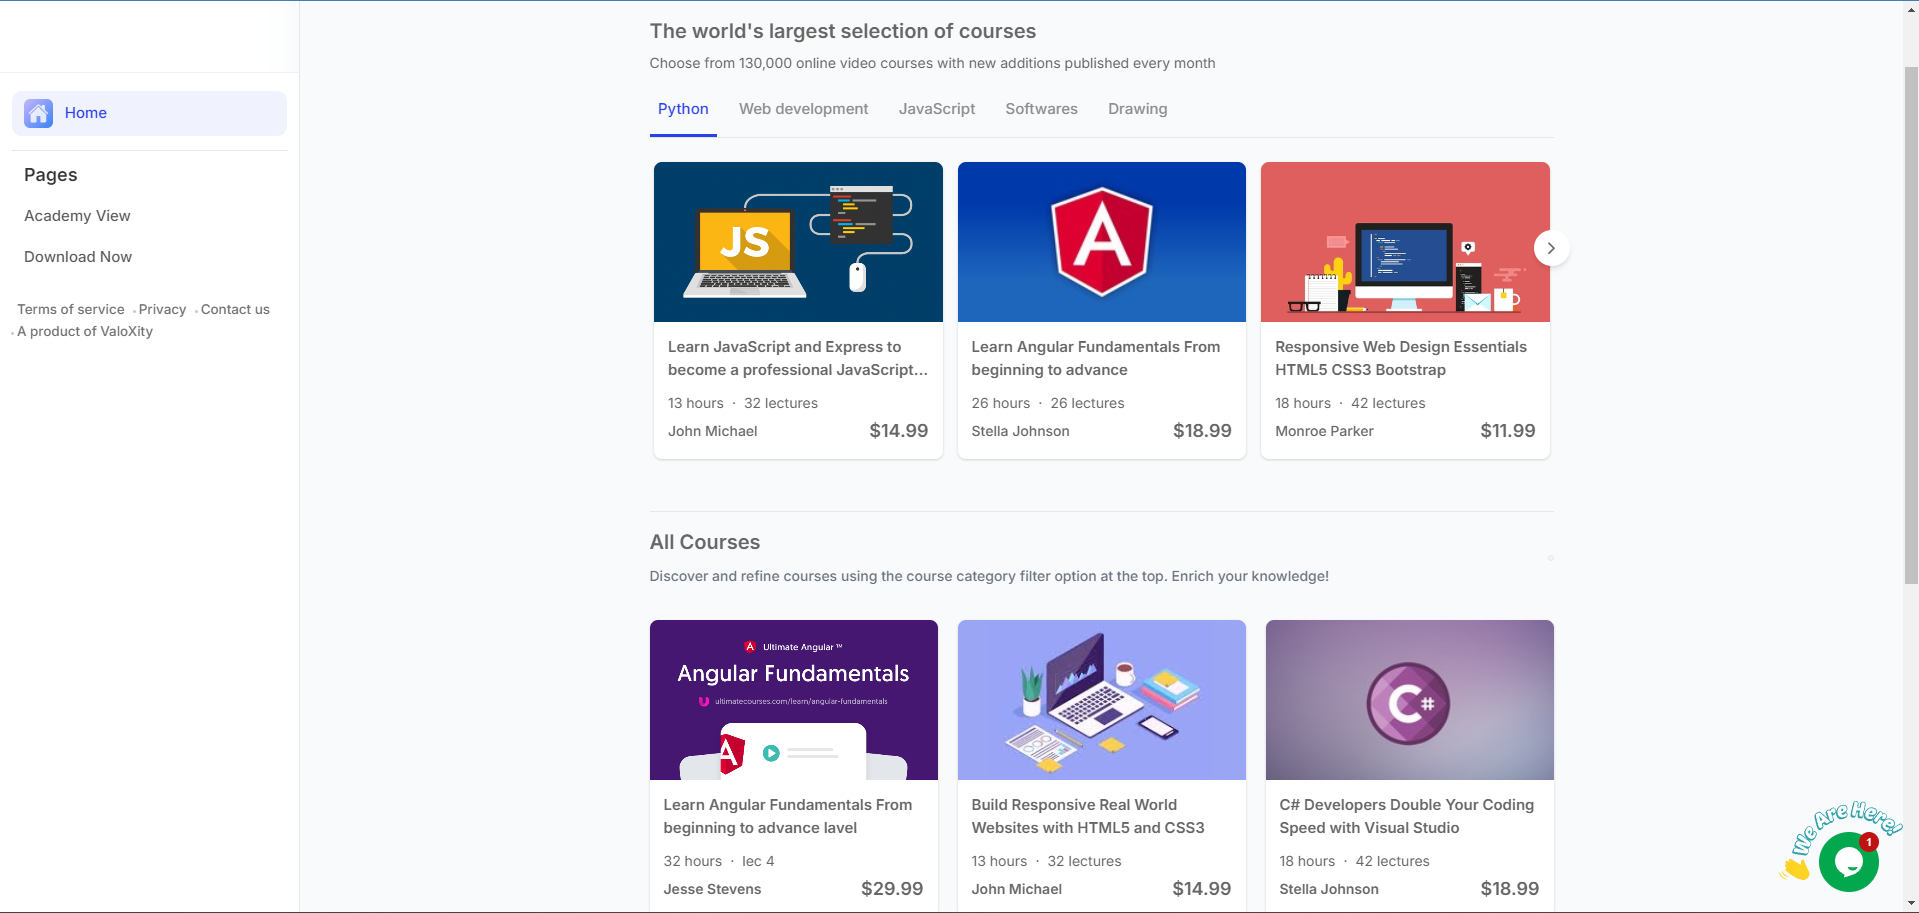 The world's largest selection of courses
Choose from 130,000 online video courses with new additions published every month
Home
Pages
Academy View
Download Now
Terms of service
Privacy
Contact us
A product of ValoXity
Python
Web development
JavaScript
Softwares
Drawing
JS
Learn JavaScript and Express to
become a professional JavaScript...
13 hours · 32 lectures
John Michael
$14.99
A
Learn Angular Fundamentals From
beginning to advance
26 hours · 26 lectures
Stella Johnson
$18.99
Responsive Web Design Essentials
HTML5 CSS3 Bootstrap
18 hours · 42 lectures
Monroe Parker
$11.99
All Courses
Discover and refine courses using the course category filter option at the top. Enrich your knowledge!
A Ultimate Angular ™
Angular Fundamentals
ultimatecourses.com/learn/angular-fundamentals
A
Learn Angular Fundamentals From
beginning to advance lavel
32 hours · lec 4
Jesse Stevens
$29.99
Build Responsive Real World
Websites with HTML5 and CSS3
13 hours · 32 lectures
John Michael
$14.99
C#
C# Developers Double Your Coding
Speed with Visual Studio
18 hours · 42 lectures
Stella Johnson
$18.99
We Are Here!
1